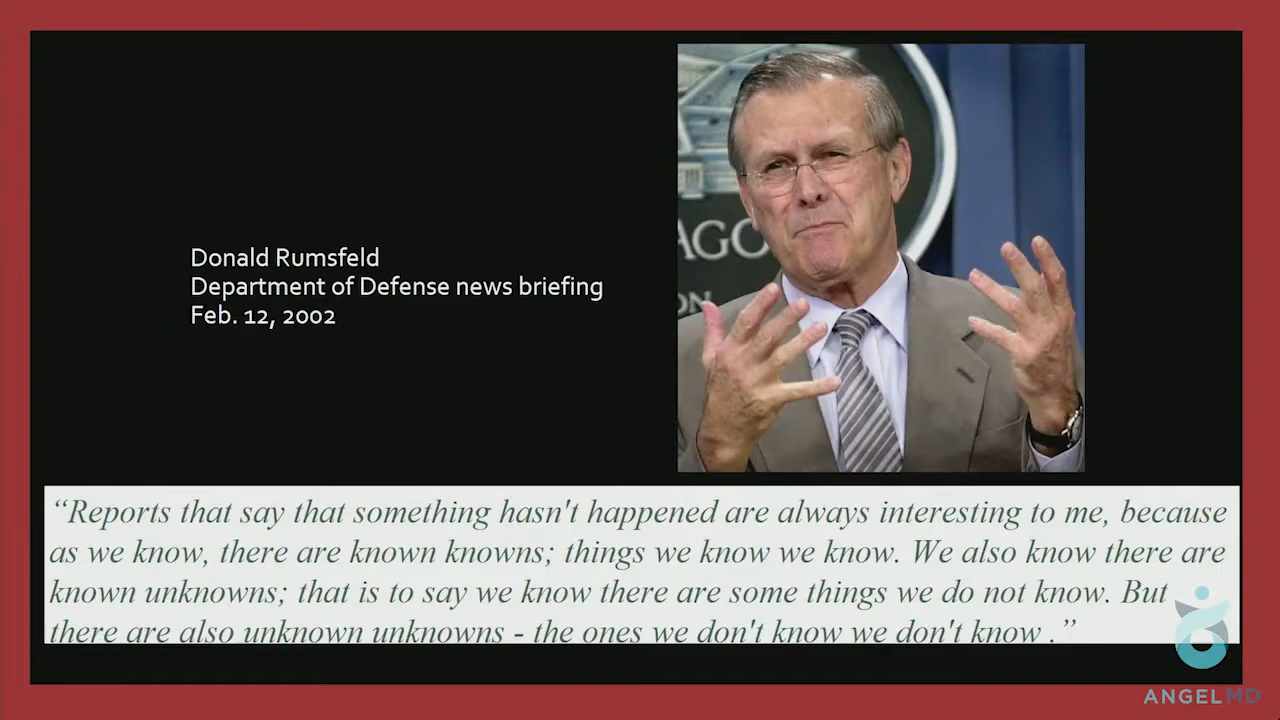 Donald Rumsfeld
Department of Defense news briefing
Feb. 12, 2002
AGO
ON
“Reports that say that something hasn't happened are always interesting to me, because
as we know, there are known knowns; things we know we know. We also know there are
known unknowns; that is to say we know there are some things we do not know. But
there are also unknown unknowns - the ones we don't know we don't know .”
ANGELMD